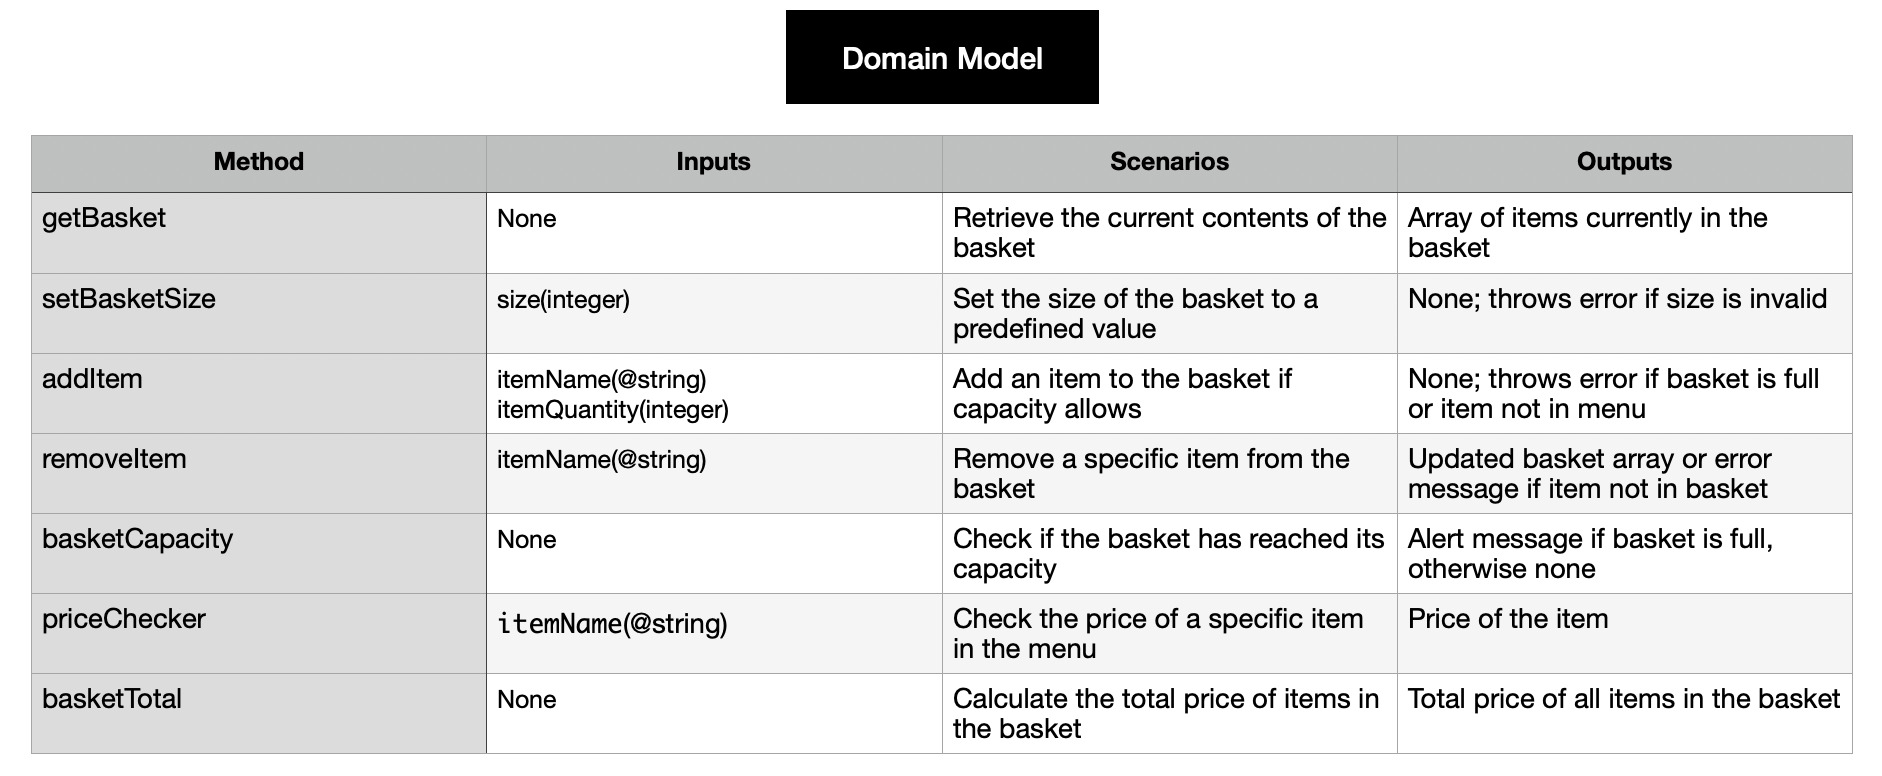 Domain Model
Method Inputs Scenarios Outputs
getBasket
None
Retrieve the current contents of the
basket
Array of items currently in the
basket
setBasketSize
size(integer)
Set the size of the basket to a
predefined value
None; throws error if size is invalid
addItem
itemName(@string)
itemQuantity(integer)
Add an item to the basket if
capacity allows
None; throws error if basket is full
or item not in menu
removeItem
itemName(@string)
Remove a specific item from the
basket
Updated basket array or error
message if item not in basket
basketCapacity
None
Check if the basket has reached its
capacity
Alert message if basket is full,
otherwise none
priceChecker
itemName(@string)
Check the price of a specific item
in the menu
Price of the item
basketTotal
None
Calculate the total price of items in
the basket
Total price of all items in the basket